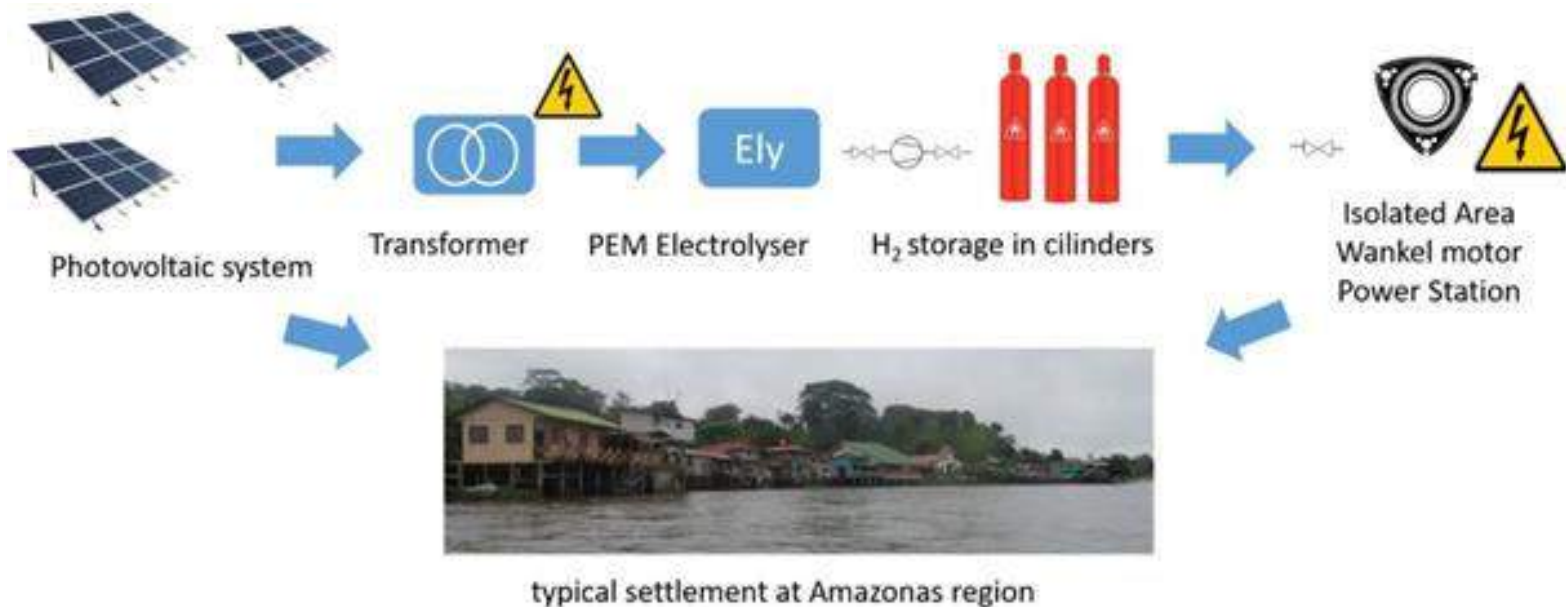 Ely
Photovoltaic system
Transformer
PEM Electrolyser
H₂ storage in cilinders
Isolated Area
Wankel motor
Power Station
typical settlement at Amazonas region